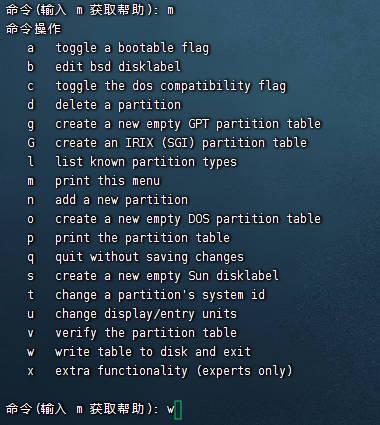 命令(输入 m 获取帮助): m
命令操作
a   toggle a bootable flag
b   edit bsd disklabel
c   toggle the dos compatibility flag
d   delete a partition
g   create a new empty GPT partition table
G   create an IRIX (SGI) partition table
l   list known partition types
m   print this menu
n   add a new partition
o   create a new empty DOS partition table
p   print the partition table
q   quit without saving changes
s   create a new empty Sun disklabel
t   change a partition's system id
u   change display/entry units
v   verify the partition table
w   write table to disk and exit
x   extra functionality (experts only)
命令(输入 m 获取帮助): w